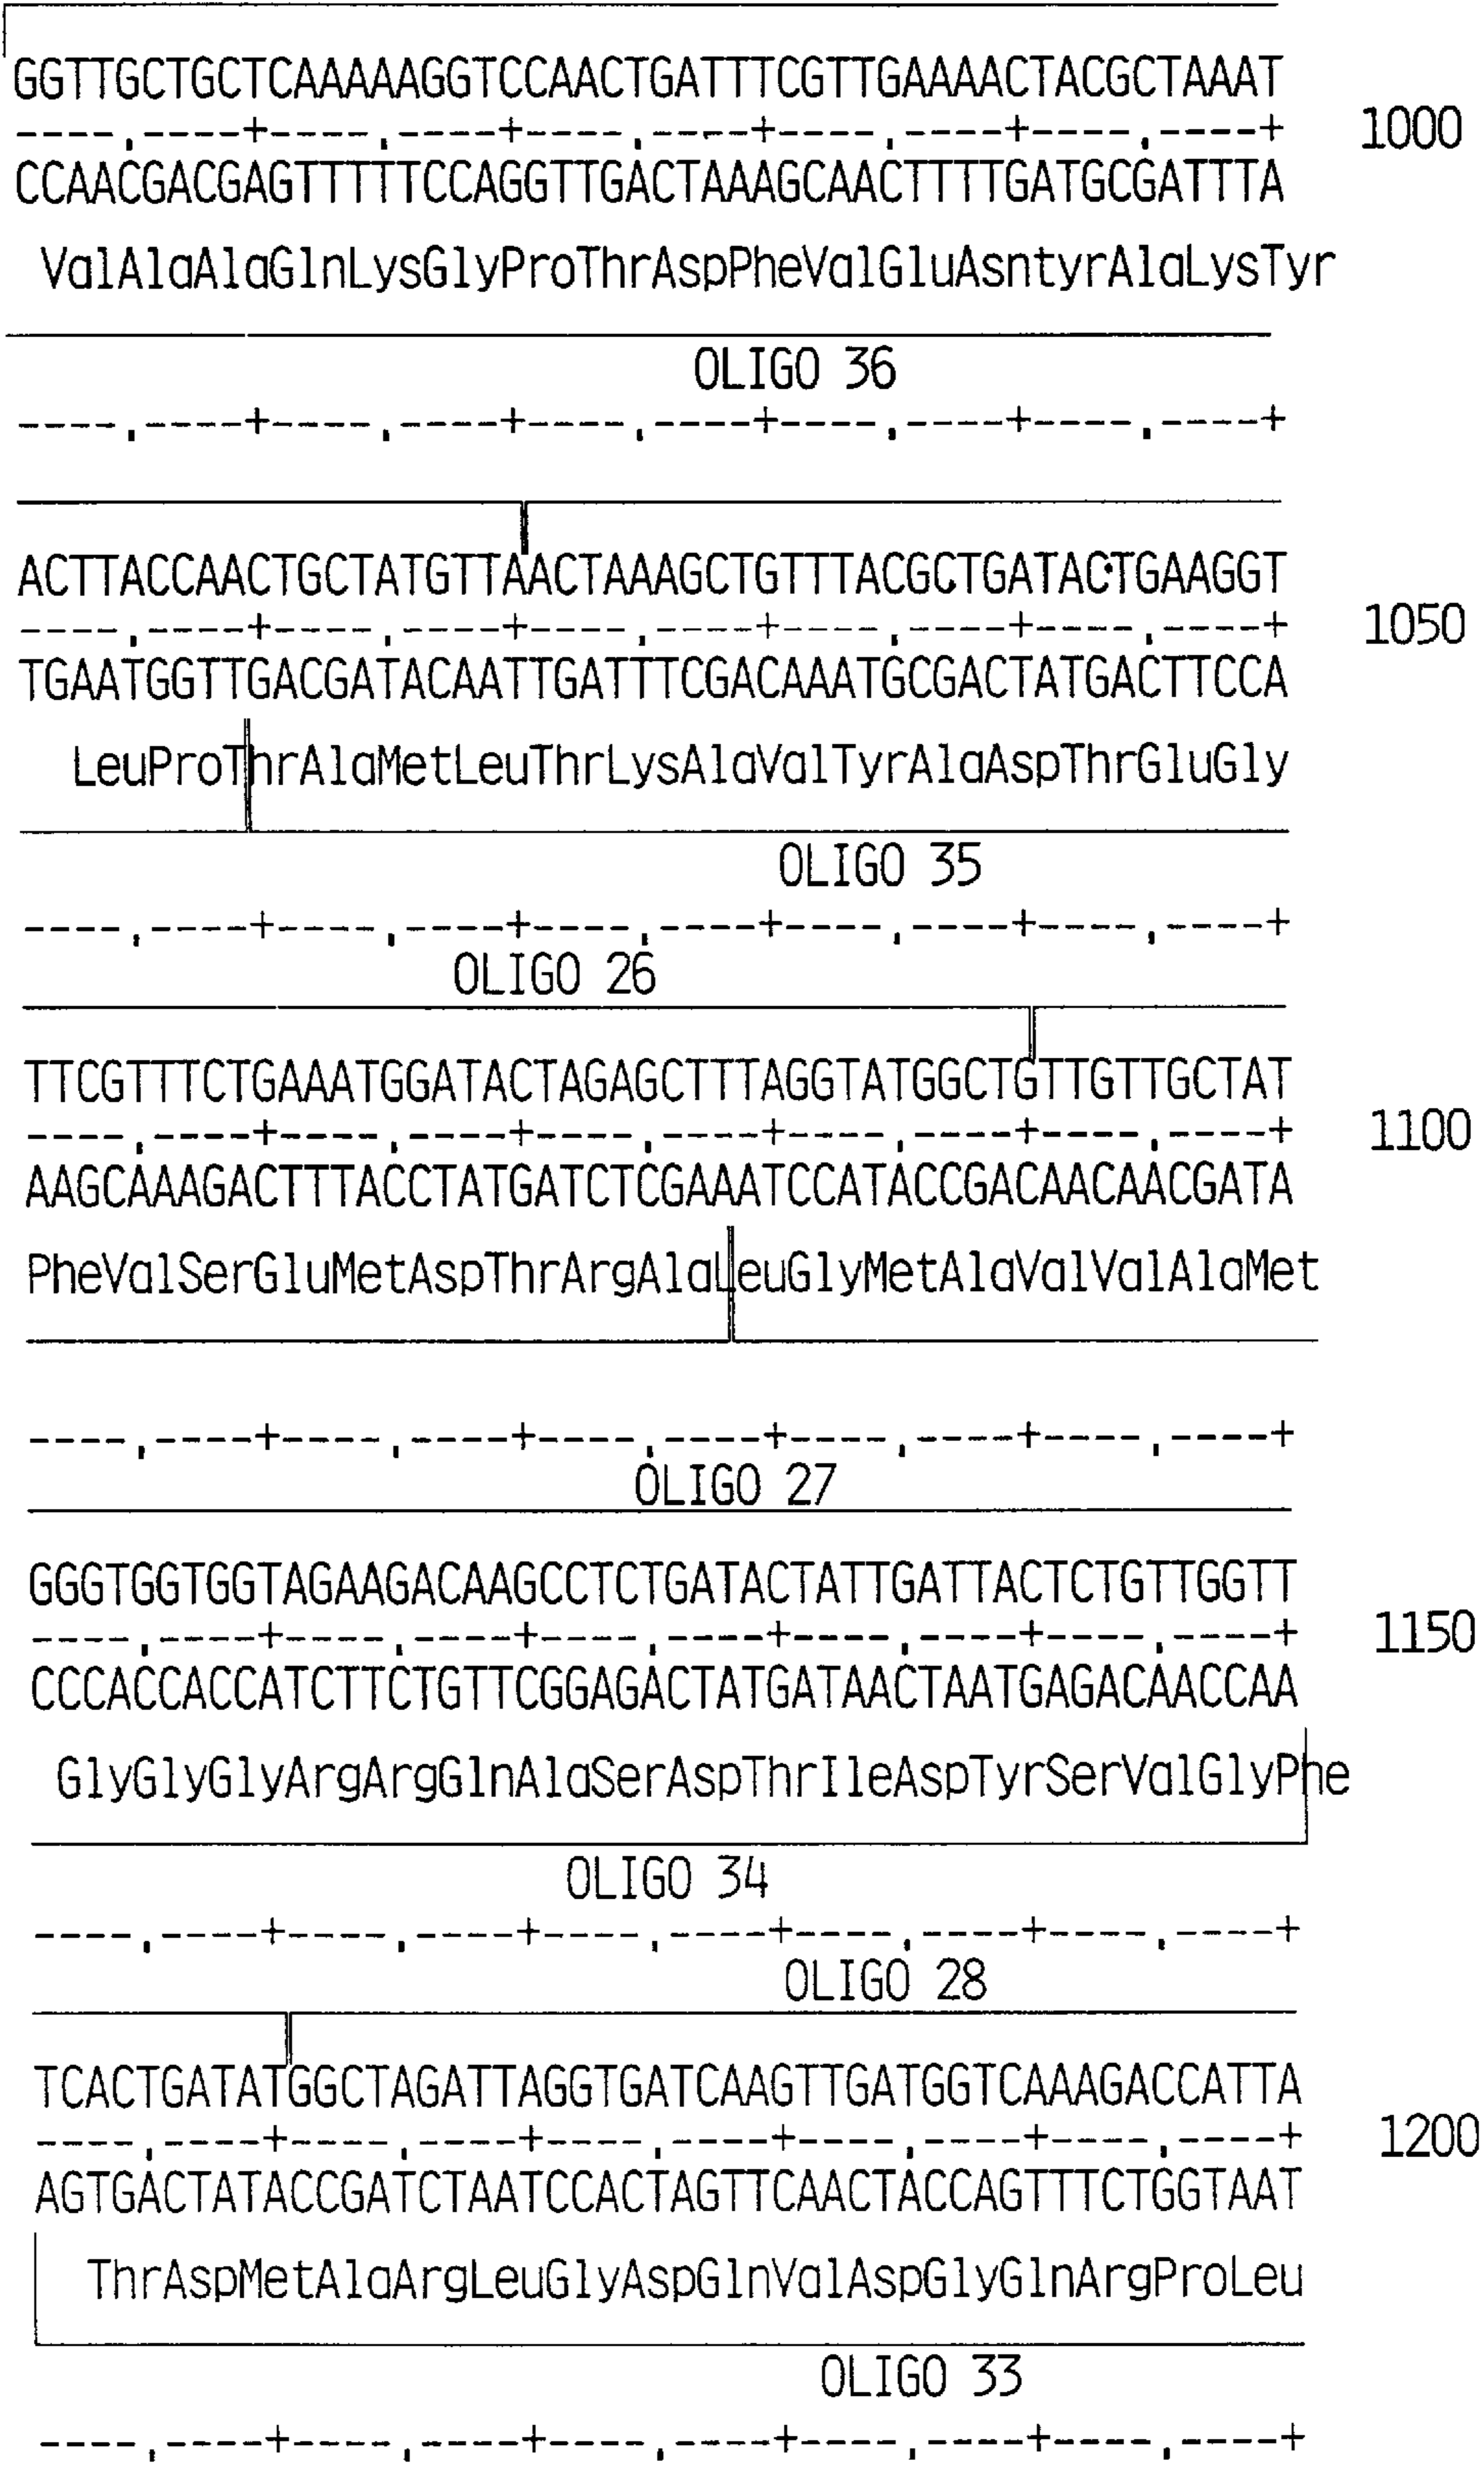 GGTTGCTGCTCAAAAAGGTCCAACTGATTTCGTTGAAAACTACGCTAAAT
----,----+----,----+----,----+----,----+----,----+ 1000
CCAACGACGAGTTTTTCCAGGTTGACTAAAGCAACTTTTGATGCGATTTA
ValAlaAlaGlnLysGlyProThrAspPheValGluAsntyrAlaLysTyr
OLIGO 36
----,----+----,----+----,----+----,----+----,----+
ACTTACCAACTGCTATGTTAACTAAAGCTGTTTACGCTGATACTGAAGGT
----,----+----,----+----,----+----,----+----,----+ 1050
TGAATGGTTGACGATACAATTGATTTCGACAAATGCGACTATGACTTCCA
LeuProThrAlaMetLeuThrLysAlaValTyrAlaAspThrGluGly
OLIGO 35
----,----+----,----+----,----+----,----+----,----+
OLIGO 26
TTCGTTTCTGAAATGGATACTAGAGCTTTAGGTATGGCTGTTGTTGCTAT
----,----+----,----+----,----+----,----+----,----+ 1100
AAGCAAAGACTTTACCTATGATCTCGAAATCCATACCGACAACAACGATA
PheValSerGluMetAspThrArgAlaLeuGlyMetAlaValValAlaMet
----,----+----,----+----,----+----,----+----,----+
OLIGO 27
GGGTGGTGGTAGAAGACAAGCCTCTGATACTATTGATTACTCTGTTGGTT
----,----+----,----+----,----+----,----+----,----+ 1150
CCCACCACCATCTTCTGTTCGGAGACTATGATAACTAATGAGACAACCAA
GlyGlyGlyArgArgGlnAlaSerAspThrIleAspTyrSerValGlyPhe
OLIGO 34
----,----+----,----+----,----+----,----+----,----+
OLIGO 28
TCACTGATATGGCTAGATTAGGTGATCAAGTTGATGGTCAAAGACCATTA
----,----+----,----+----,----+----,----+----,----+ 1200
AGTGACTATACCGATCTAATCCACTAGTTCAACTACCAGTTTCTGGTAAT
ThrAspMetAlaArgLeuGlyAspGlnValAspGlyGlnArgProLeu
OLIGO 33
----,----+----,----+----,----+----,----+----,----+